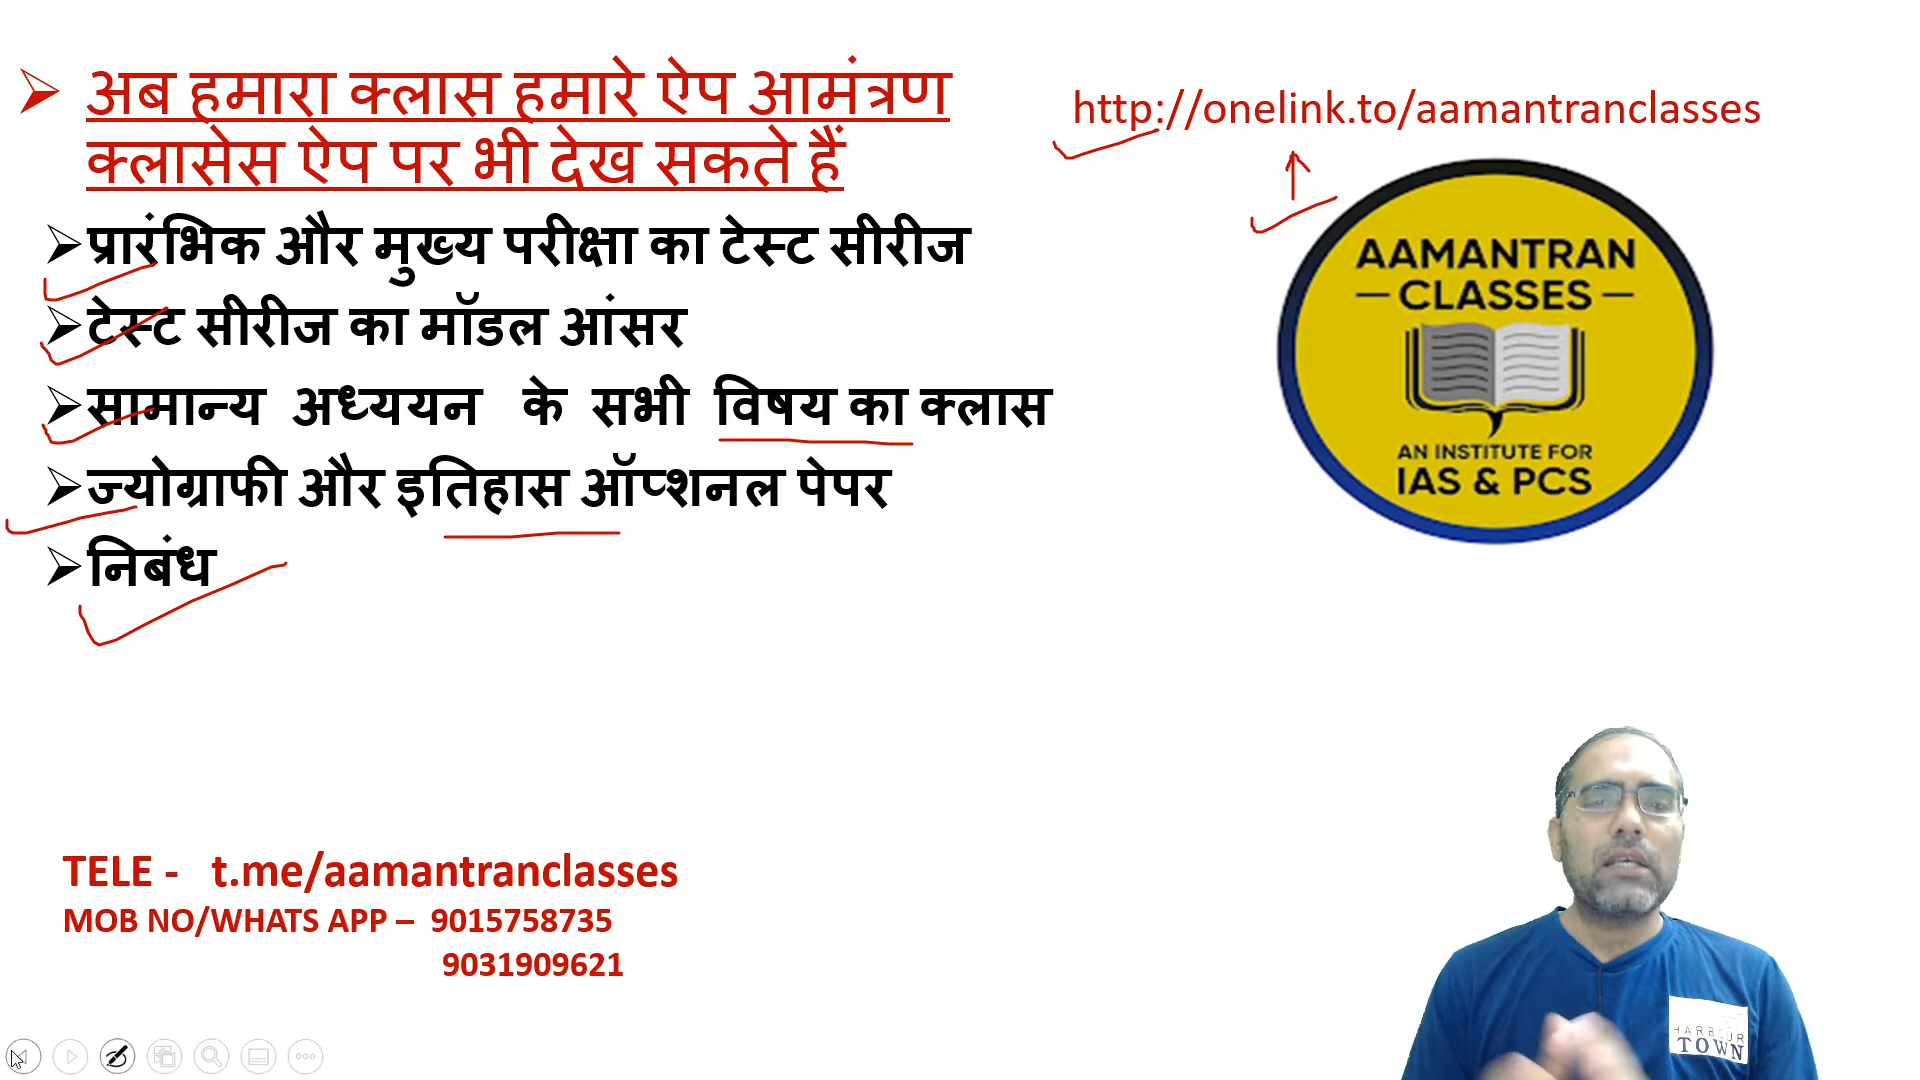 अब हमारा क्लास हमारे ऐप आमंत्रण
क्लासेस ऐप पर भी देख सकते हैं
प्रारंभिक और मुख्य परीक्षा का टेस्ट सीरीज
टेस्ट सीरीज का मॉडल आंसर
सामान्य अध्ययन के सभी विषय का क्लास
ज्योग्राफी और इतिहास ऑप्शनल पेपर
निबंध
http://onelink.to/aamantranclasses
AAMANTRAN
CLASSES
AN INSTITUTE FOR
IAS & PCS
TELE - t.me/aamantranclasses
MOB NO/WHATS APP – 9015758735
9031909621
HARBOUR
TOWN